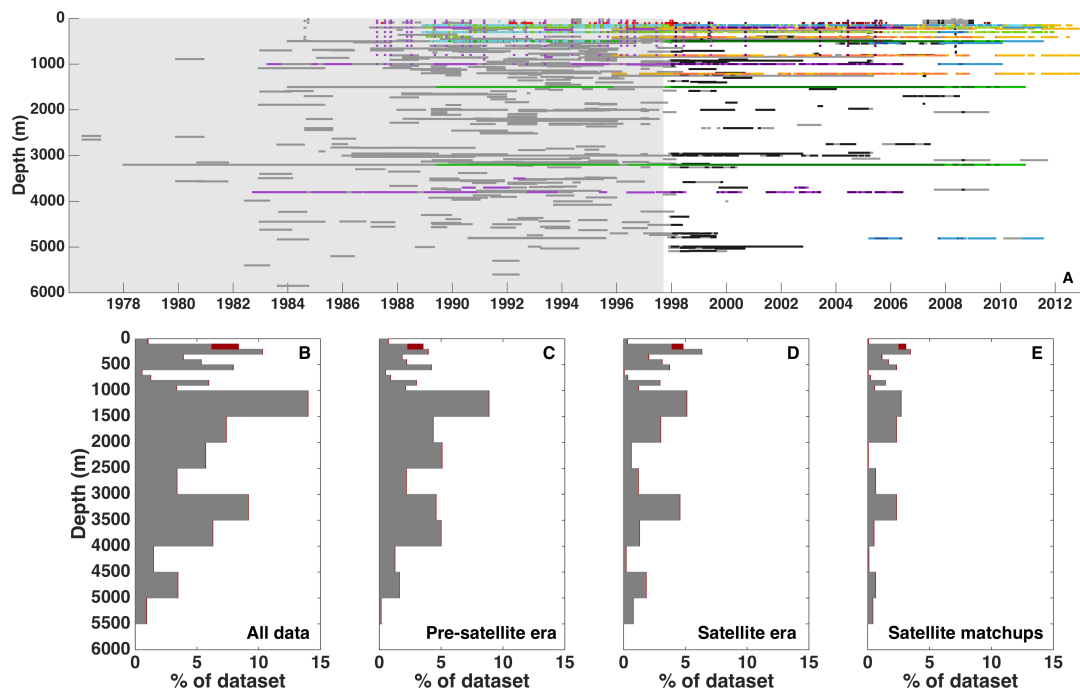 0
1000
2000
3000
4000
5000
6000
Depth (m)
A
1978 1980 1982 1984 1986 1988 1990 1992 1994 1996 1998 2000 2002 2004 2006 2008 2010 2012
0
500
1000
1500
2000
2500
3000
3500
4000
4500
5000
5500
6000
Depth (m)
B
All data
0 5 10 15
% of dataset
C
Pre-satellite era
0 5 10 15
% of dataset
D
Satellite era
0 5 10 15
% of dataset
E
Satellite matchups
0 5 10 15
% of dataset